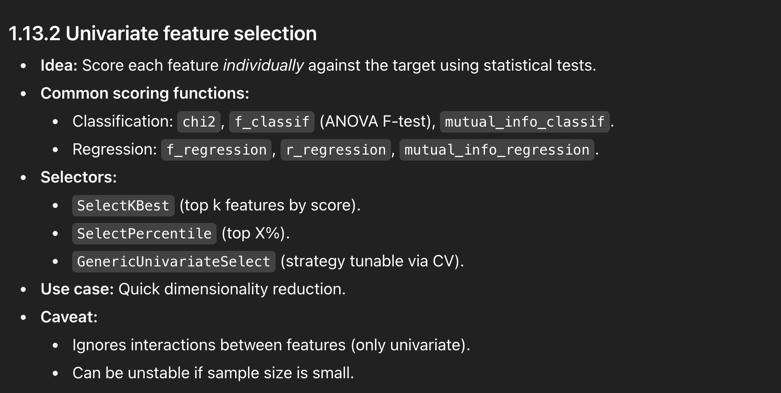 1.13.2 Univariate feature selection
• Idea: Score each feature individually against the target using statistical tests.
• Common scoring functions:
• Classification: chi2, f_classif (ANOVA F-test), mutual_info_classif.
• Regression: f_regression, r_regression, mutual_info_regression.
• Selectors:
• SelectKBest (top k features by score).
• SelectPercentile (top X%).
• GenericUnivariateSelect (strategy tunable via CV).
• Use case: Quick dimensionality reduction.
• Caveat:
• Ignores interactions between features (only univariate).
• Can be unstable if sample size is small.